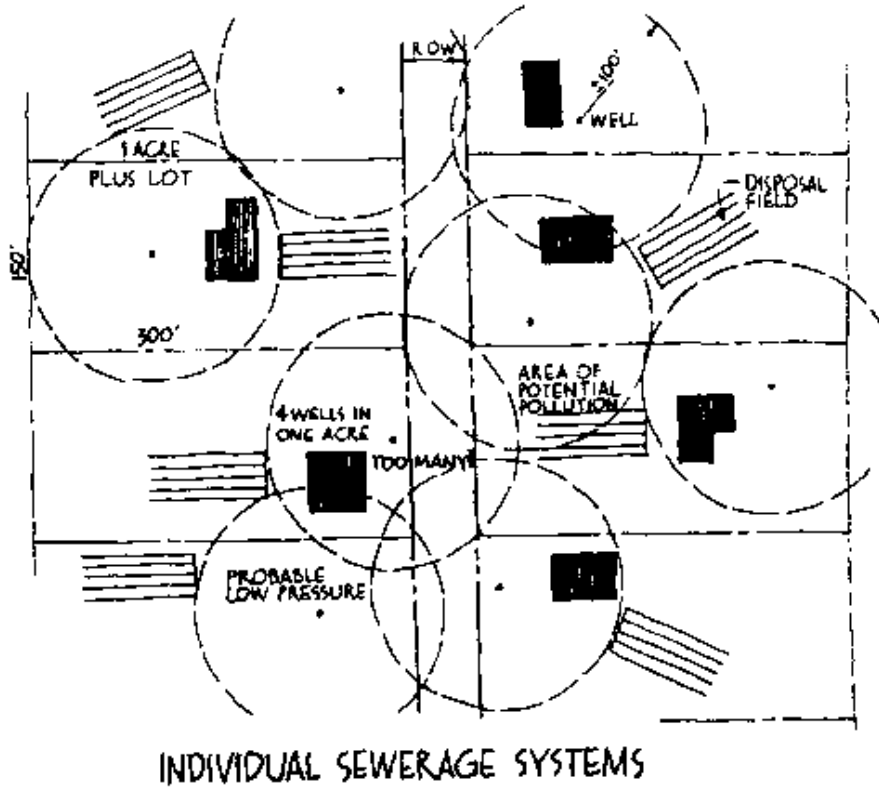 R O W
±100'
WELL
1 ACRE
PLUS LOT
DISPOSAL
FIELD
150'
300'
AREA OF
POTENTIAL
POLLUTION
4 WELLS IN
ONE ACRE
TOO MANY
PROBABLE
LOW PRESSURE
INDIVIDUAL SEWERAGE SYSTEMS